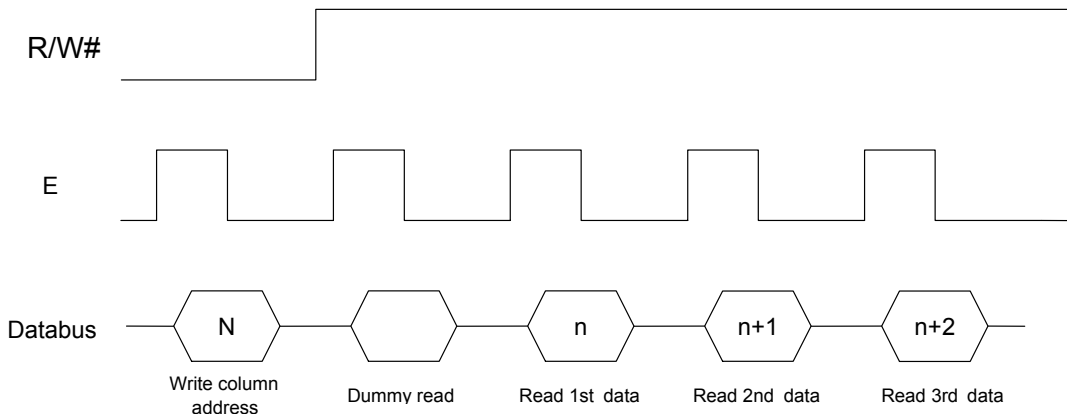 R/W#
E
Databus
N
n
n+1
n+2
Write column
address
Dummy read
Read 1st data
Read 2nd data
Read 3rd data